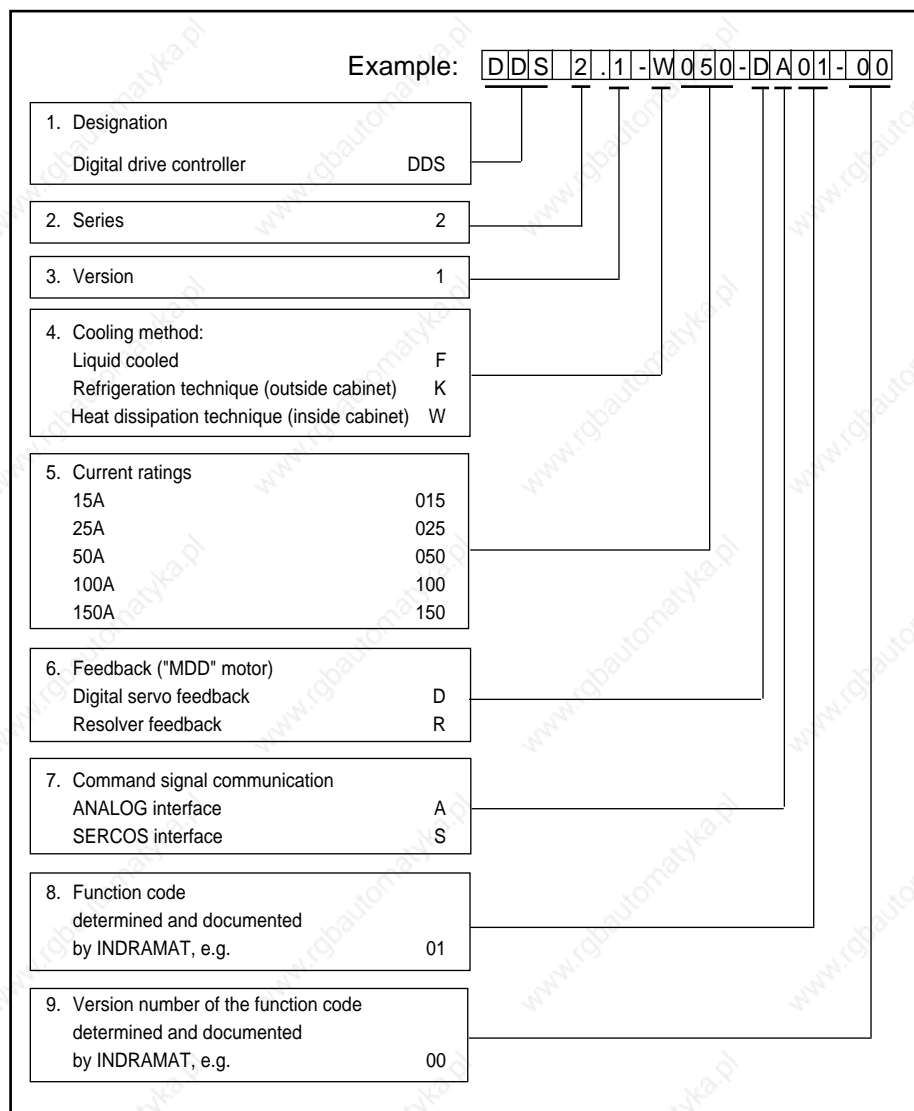 Example: DDS 2.1-W050-DA01-00
1. Designation
Digital drive controller DDS
2. Series 2
3. Version 1
4. Cooling method:
Liquid cooled F
Refrigeration technique (outside cabinet) K
Heat dissipation technique (inside cabinet) W
5. Current ratings
15A 015
25A 025
50A 050
100A 100
150A 150
6. Feedback ("MDD" motor)
Digital servo feedback D
Resolver feedback R
7. Command signal communication
ANALOG interface A
SERCOS interface S
8. Function code
determined and documented
by INDRAMAT, e.g. 01
9. Version number of the function code
determined and documented
by INDRAMAT, e.g. 00
www.rgbautomatyka.pl